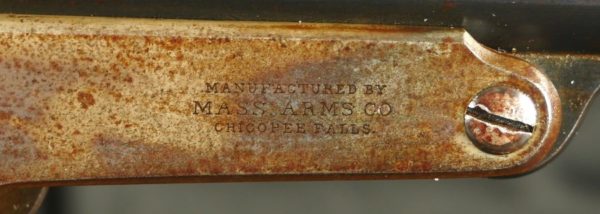 MANUFACTURED BY
MASS. ARMS CO
CHICOPEE FALLS.